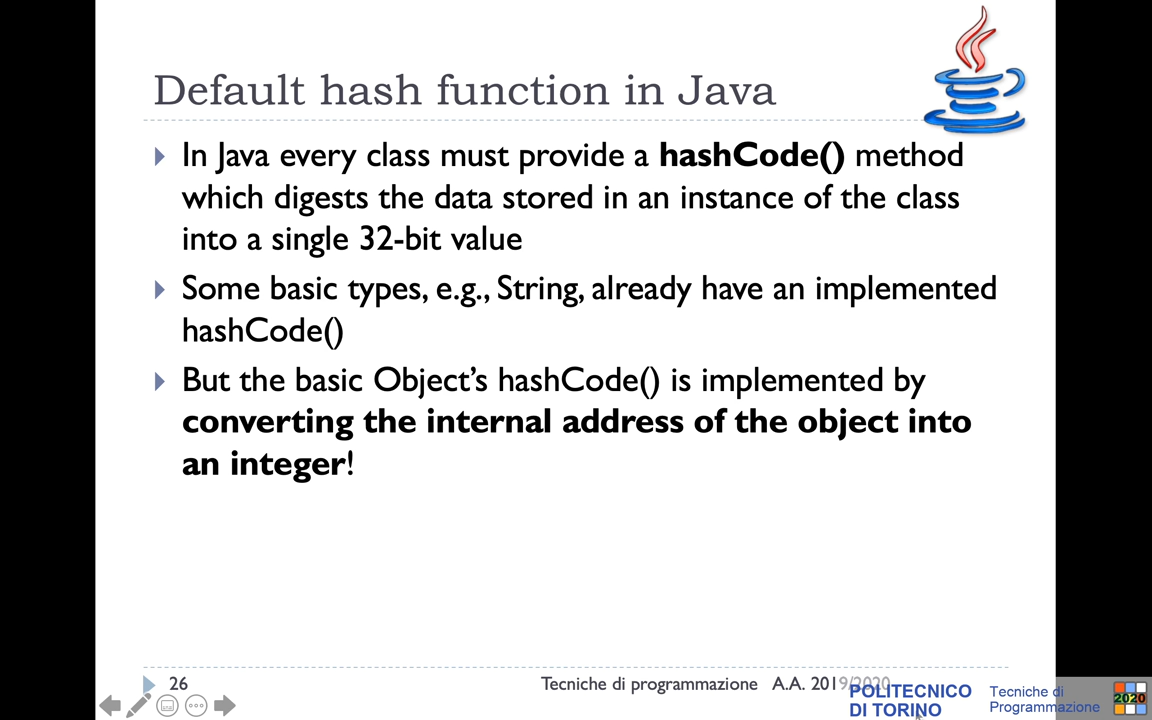 Default hash function in Java
In Java every class must provide a hashCode() method
which digests the data stored in an instance of the class
into a single 32-bit value
Some basic types, e.g., String, already have an implemented
hashCode()
But the basic Object’s hashCode() is implemented by
converting the internal address of the object into
an integer!
26
Tecniche di programmazione A.A. 2019/2020
POLITECNICO
DI TORINO
Tecniche di
Programmazione
2020